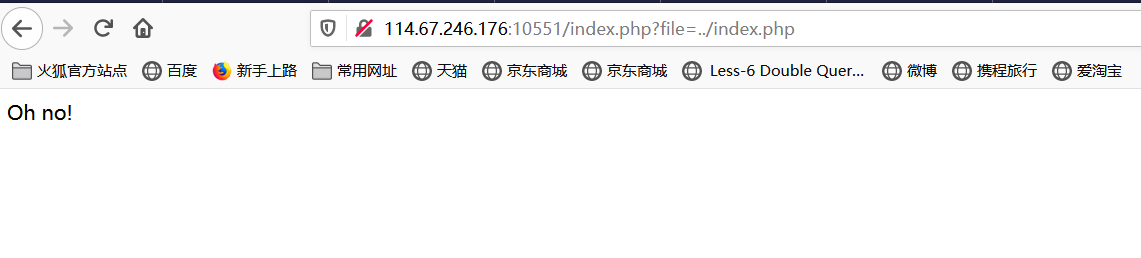 114.67.246.176:10551/index.php?file=../index.php
火狐官方站点 百度 新手上路 常用网址 天猫 京东商城 京东商城 Less-6 Double Quer... 微博 携程旅行 爱淘宝
Oh no!